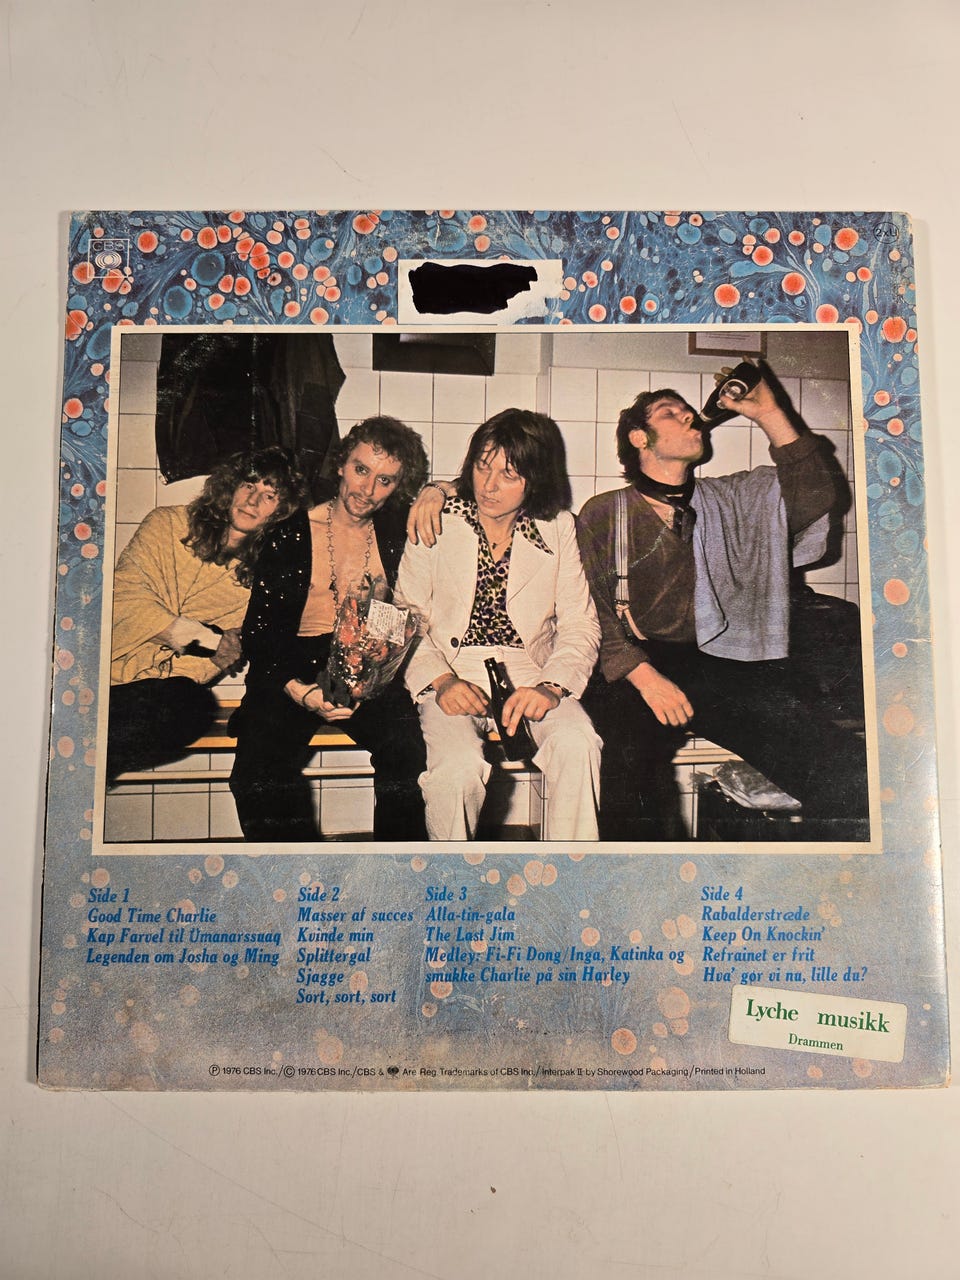 CBS
2xLI
Side 1
Good Time Charlie
Kap Farvel til Umanarssuaq
Legenden om Josha og Ming
Side 2
Masser af succes
Kvinde min
Splittergal
Sjagge
Sort, sort, sort
Side 3
Alla-tin-gala
The Last Jim
Medley: Fi-Fi Dong/Inga, Katinka og
smukke Charlie på sin Harley
Side 4
Rabalderstræde
Keep On Knockin'
Refrainet er frit
Hva' gør vi na, lille du?
Lyche musikk
Drammen
℗ 1976 CBS Inc./© 1976 CBS Inc./CBS & Are Reg. Trademarks of CBS Inc./Interpak II by Shorewood Packaging/Printed in Holland